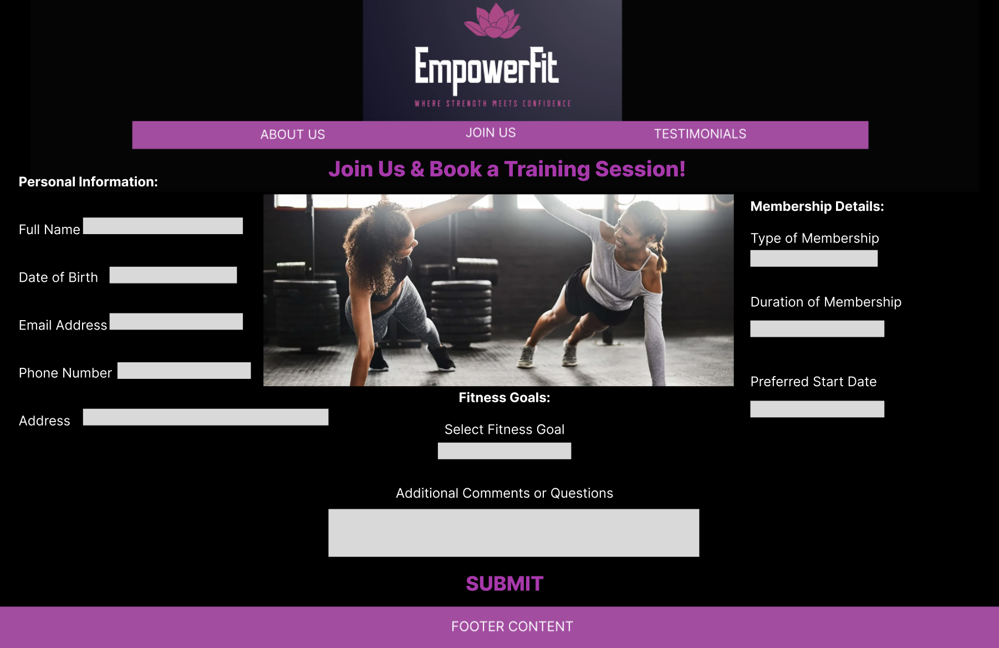 EmpowerFit
WHERE STRENGTH MEETS CONFIDENCE
ABOUT US
JOIN US
TESTIMONIALS
Join Us & Book a Training Session!
Personal Information:
Full Name
Date of Birth
Email Address
Phone Number
Address
Membership Details:
Type of Membership
Duration of Membership
Preferred Start Date
Fitness Goals:
Select Fitness Goal
Additional Comments or Questions
SUBMIT
FOOTER CONTENT